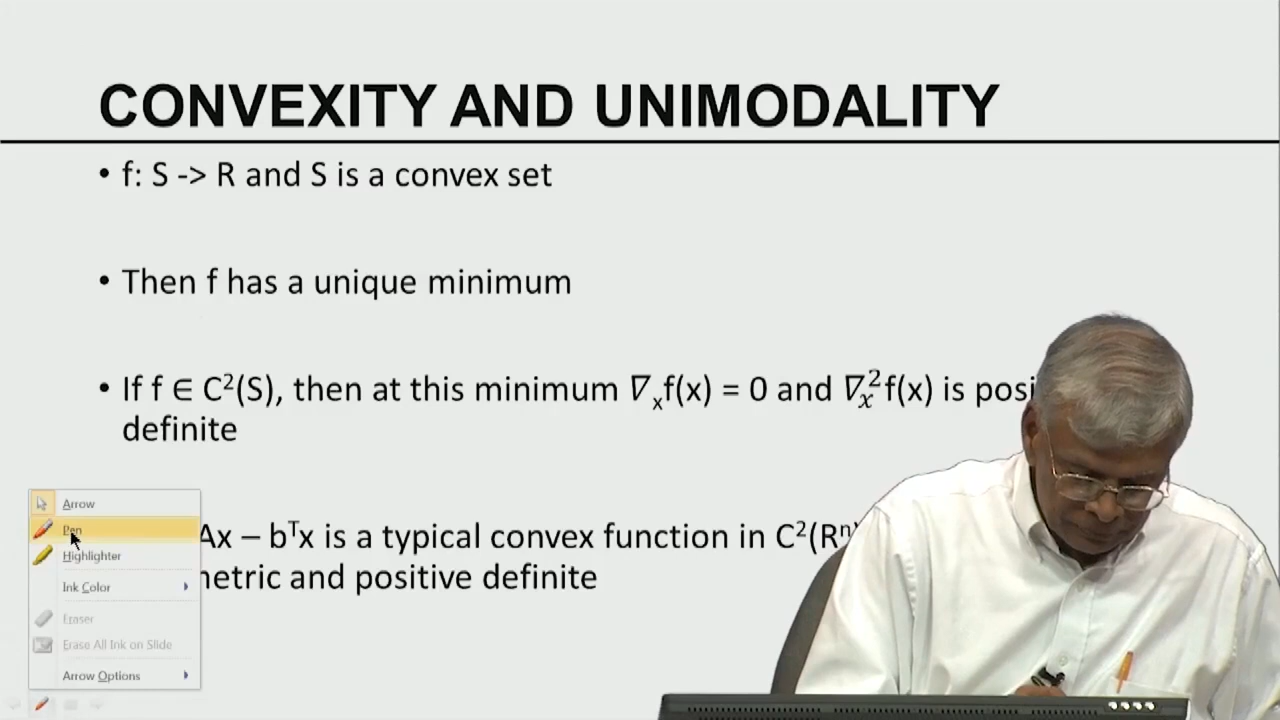 CONVEXITY AND UNIMODALITY
• f: S -> R and S is a convex set
• Then f has a unique minimum
• If f ∈ C²(S), then at this minimum ∇ₓf(x) = 0 and ∇ₓ²f(x) is posi
definite
Ax – bᵀx is a typical convex function in C²(Rⁿ)
netric and positive definite
Arrow
Pen
Highlighter
Ink Color
Eraser
Erase All Ink on Slide
Arrow Options